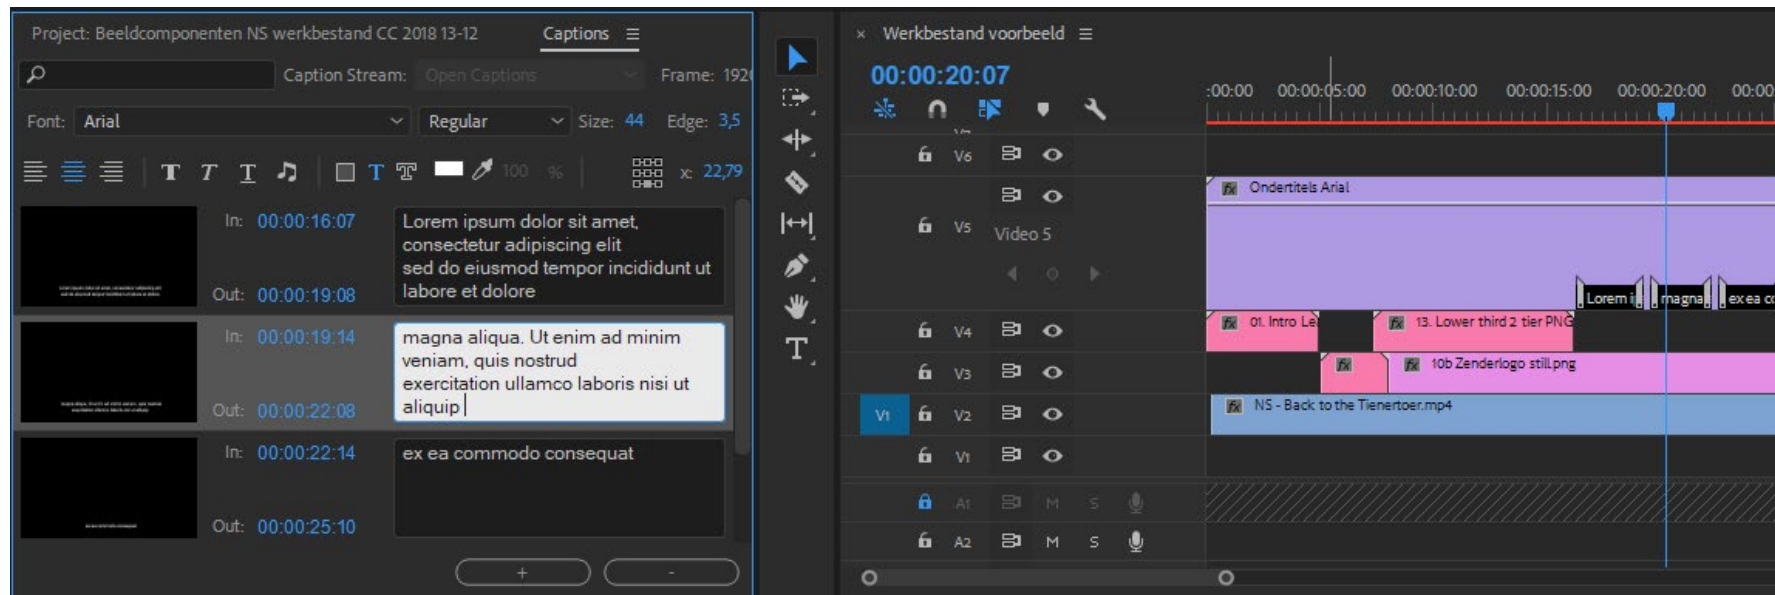 Project: Beeldcomponenten NS werkbestand CC 2018 13-12
Captions
Caption Stream: Open Captions
Frame: 192
Font: Arial
Regular
Size: 44
Edge: 3,5
100 %
x: 22,79
In: 00:00:16:07
Lorem ipsum dolor sit amet,
consectetur adipiscing elit
sed do eiusmod tempor incididunt ut
labore et dolore
Out: 00:00:19:08
In: 00:00:19:14
magna aliqua. Ut enim ad minim
veniam, quis nostrud
exercitation ullamco laboris nisi ut
aliquip
Out: 00:00:22:08
In: 00:00:22:14
ex ea commodo consequat
Out: 00:00:25:10
+ -
T
× Werkbestand voorbeeld
00:00:20:07
:00:00 00:00:05:00 00:00:10:00 00:00:15:00 00:00:20:00 00:00
V6
Ondertitels Arial
V5 Video 5
Lorem i magna ex ea co
V4
01. Intro Le 13. Lower third 2 tier PNG
V3
10b Zenderlogo still.png
V1 V2
NS - Back to the Tienertoer.mp4
V1
A1 M S
A2 M S